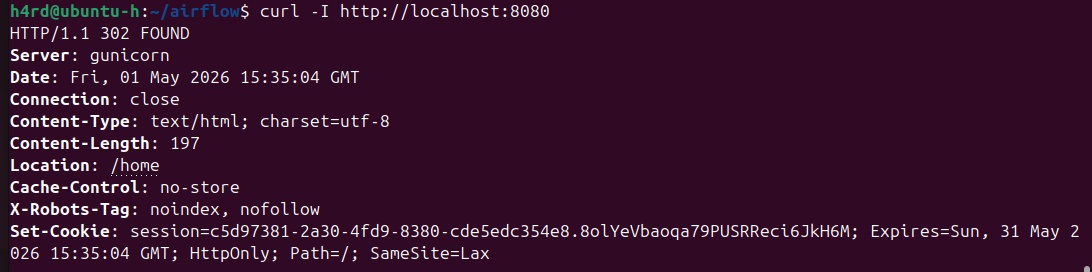 h4rd@ubuntu-h:~/airflow$ curl -I http://localhost:8080
HTTP/1.1 302 FOUND
Server: gunicorn
Date: Fri, 01 May 2026 15:35:04 GMT
Connection: close
Content-Type: text/html; charset=utf-8
Content-Length: 197
Location: /home
Cache-Control: no-store
X-Robots-Tag: noindex, nofollow
Set-Cookie: session=c5d97381-2a30-4fd9-8380-cde5edc354e8.8olYeVbaoqa79PUSRReci6JkH6M; Expires=Sun, 31 May 2
026 15:35:04 GMT; HttpOnly; Path=/; SameSite=Lax